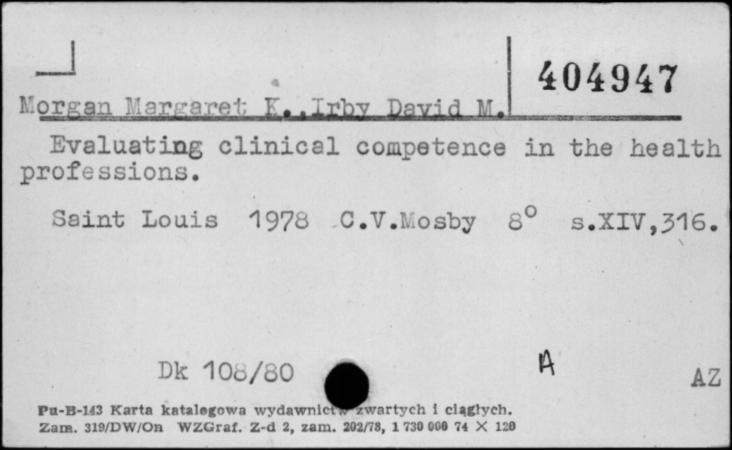 404947
Morgan Margaret K.,Irby David M.
Evaluating clinical competence in the health
professions.
Saint Louis 1978 C.V.Mosby 8° s.XIV,316.
Dk 108/80
A
AZ
Pu-B-143 Karta katalogowa wydawnictw zwartych i ciągłych.
Zam. 319/DW/On WZGraf. Z-d 2, zam. 202/78, 1 730 000 74 X 120